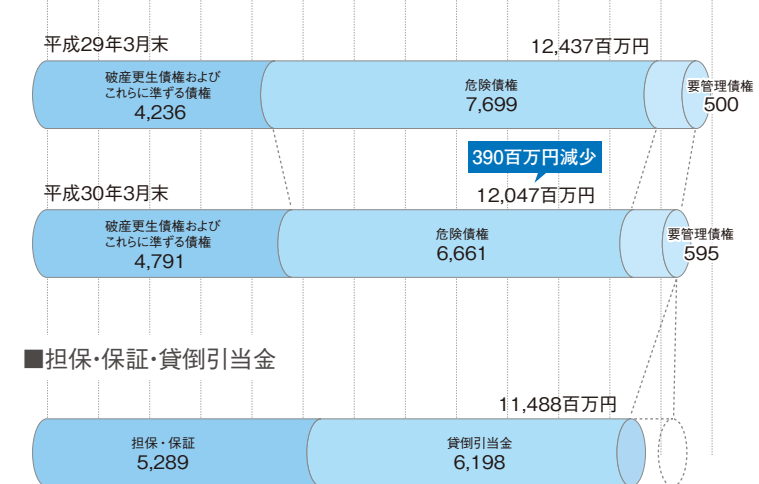 平成29年3月末
12,437百万円
破産更生債権および
これらに準ずる債権
4,236
危険債権
7,699
要管理債権
500
390百万円減少
平成30年3月末
12,047百万円
破産更生債権および
これらに準ずる債権
4,791
危険債権
6,661
要管理債権
595
■担保・保証・貸倒引当金
11,488百万円
担保・保証
5,289
貸倒引当金
6,198